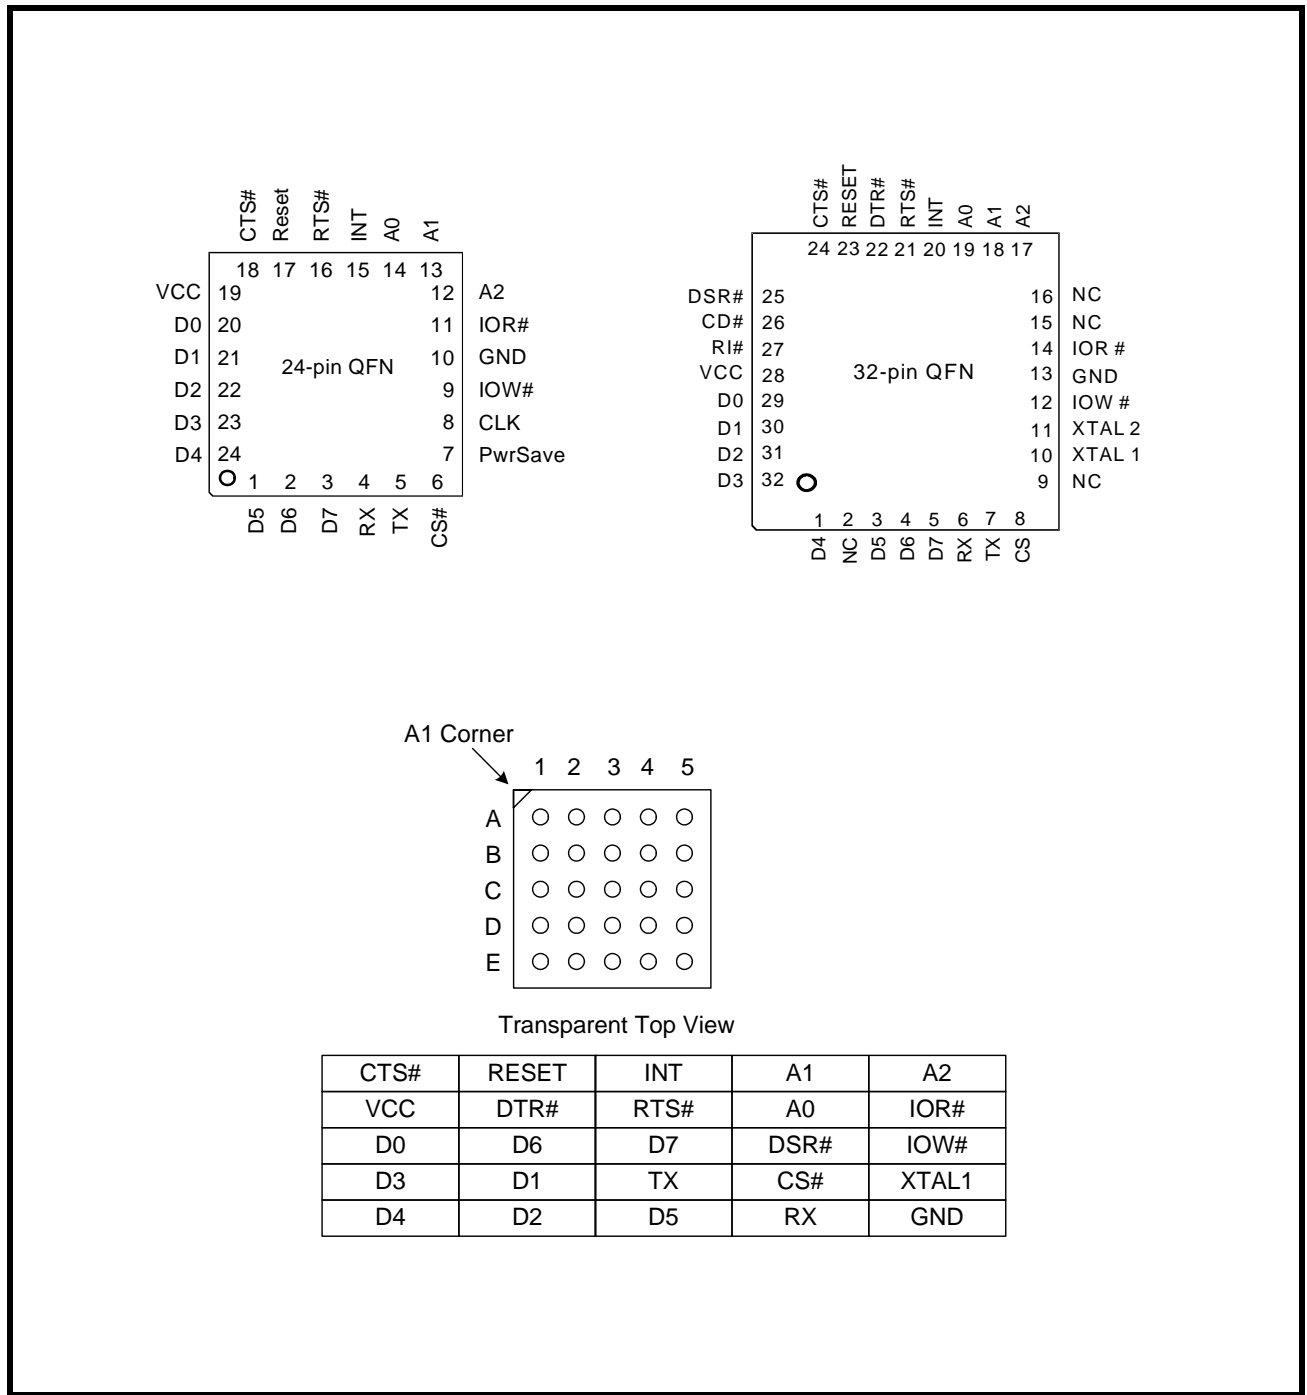 CTS# Reset RTS# INT A0 A1
18 17 16 15 14 13
VCC 19 12 A2
D0 20 11 IOR#
D1 21 24-pin QFN 10 GND
D2 22 9 IOW#
D3 23 8 CLK
D4 24 7 PwrSave
1 2 3 4 5 6
D5 D6 D7 RX TX CS#
CTS# RESET DTR# RTS# INT A0 A1 A2
24 23 22 21 20 19 18 17
DSR# 25 16 NC
CD# 26 15 NC
RI# 27 14 IOR #
VCC 28 32-pin QFN 13 GND
D0 29 12 IOW #
D1 30 11 XTAL 2
D2 31 10 XTAL 1
D3 32 9 NC
1 2 3 4 5 6 7 8
D4 NC D5 D6 D7 RX TX CS
A1 Corner
1 2 3 4 5
A
B
C
D
E
Transparent Top View
CTS# RESET INT A1 A2
VCC DTR# RTS# A0 IOR#
D0 D6 D7 DSR# IOW#
D3 D1 TX CS# XTAL1
D4 D2 D5 RX GND